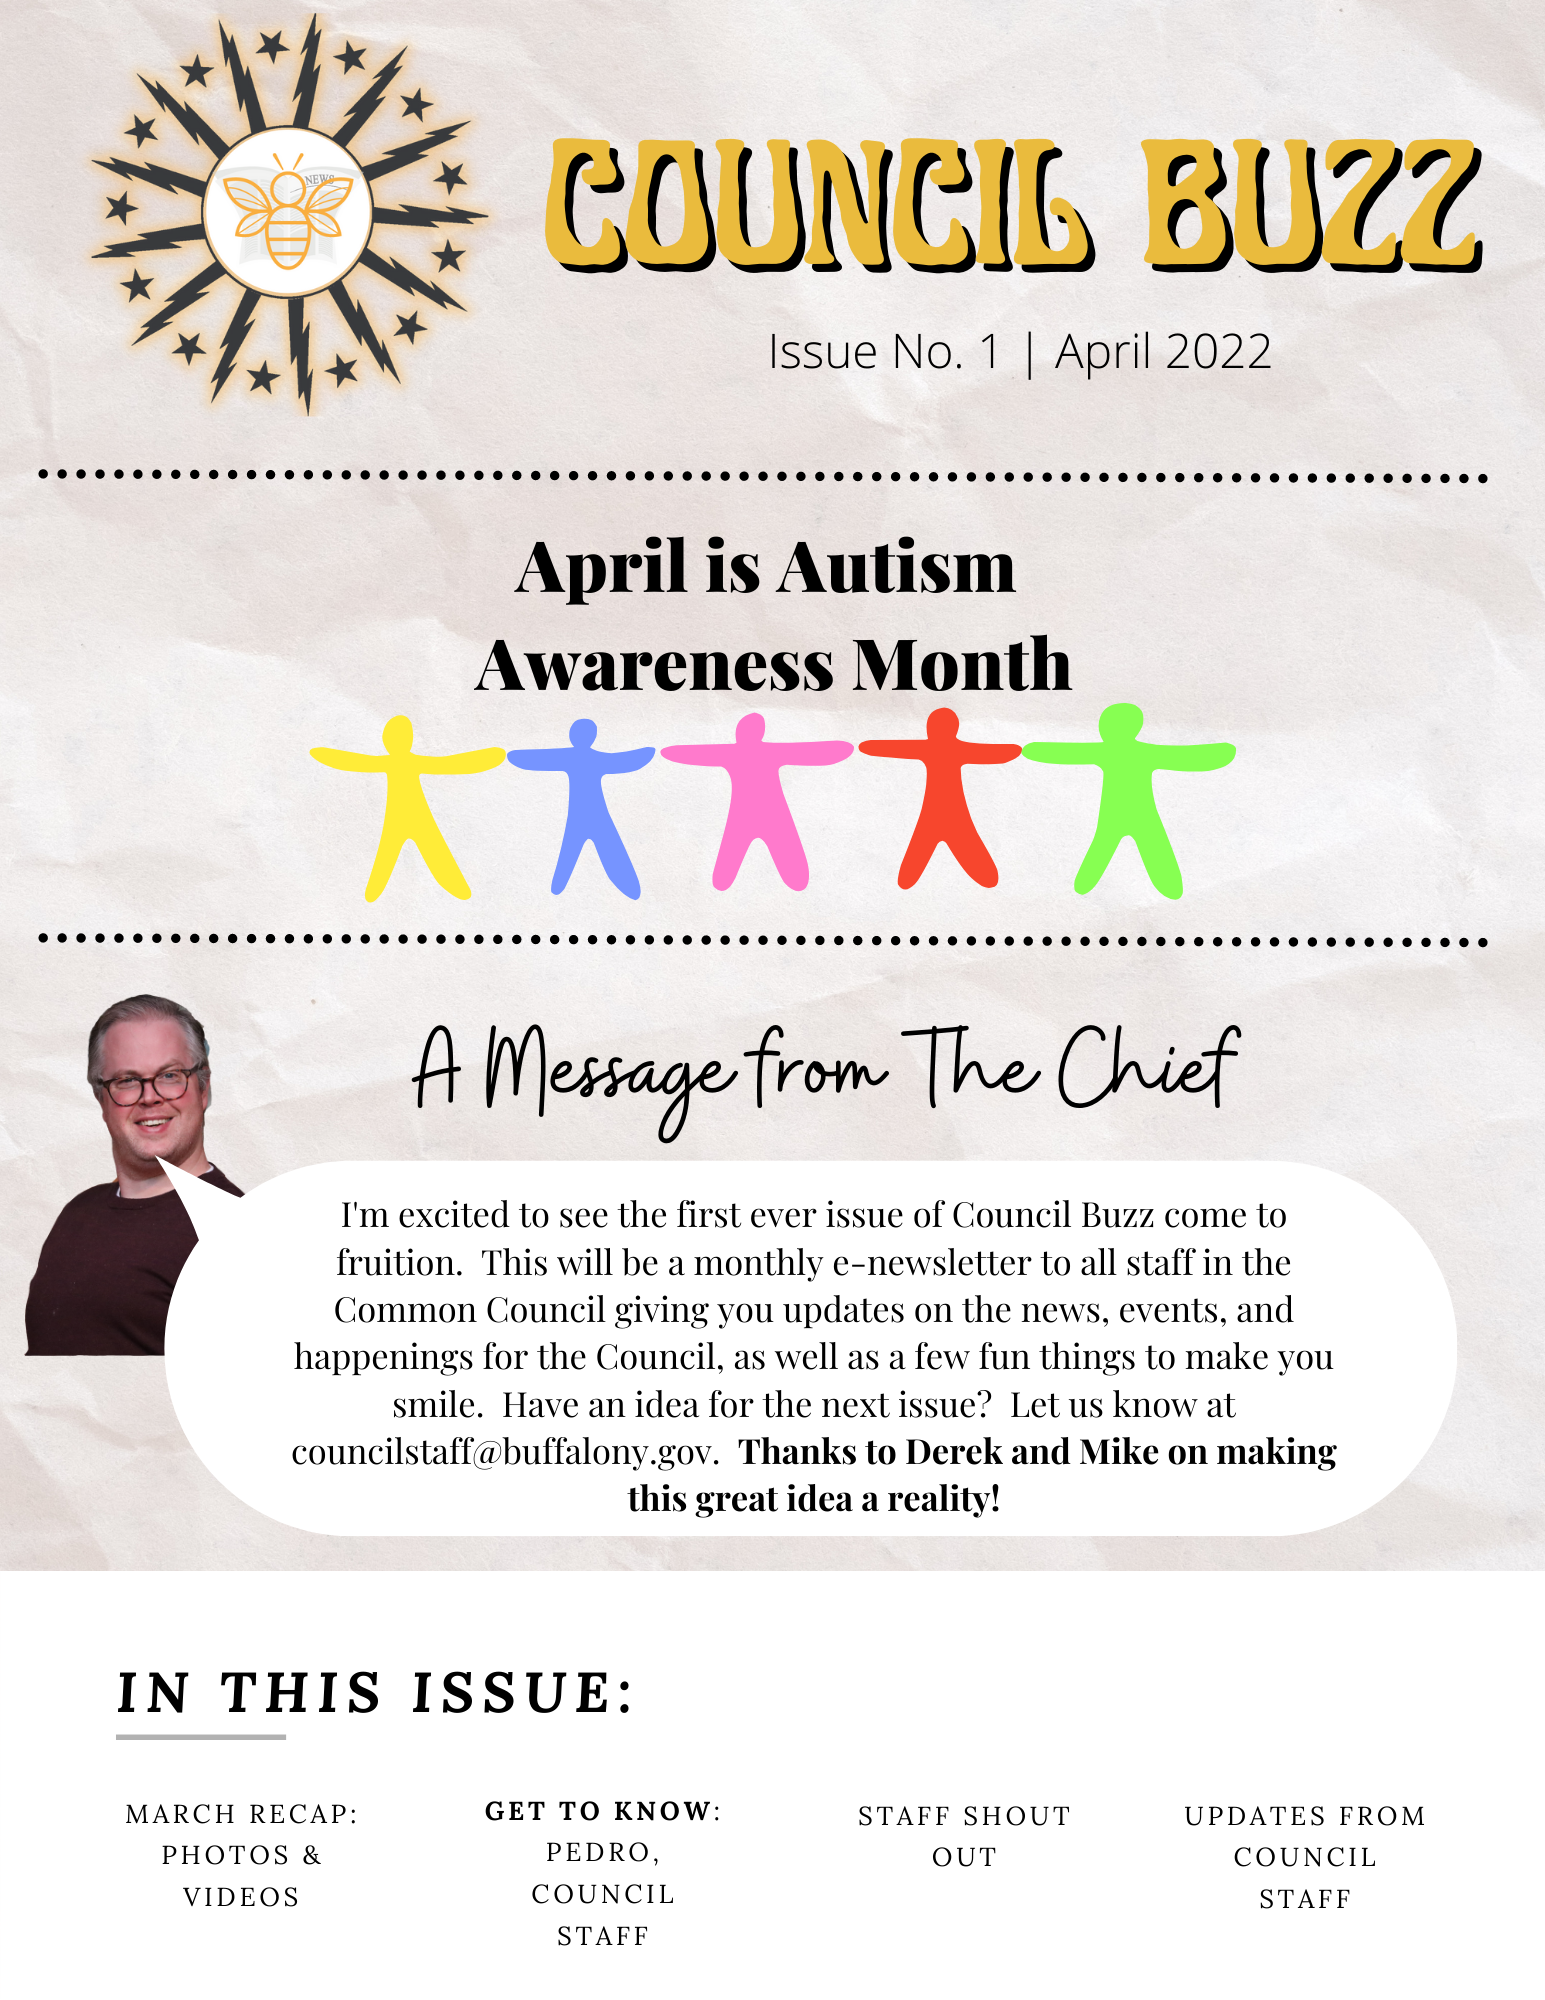 NEWS
COUNCIL BUZZ
Issue No. 1 | April 2022
April is Autism
Awareness Month
A Message from The Chief
I'm excited to see the first ever issue of Council Buzz come to
fruition.  This will be a monthly e-newsletter to all staff in the
Common Council giving you updates on the news, events, and
happenings for the Council, as well as a few fun things to make you
smile.  Have an idea for the next issue?  Let us know at
councilstaff@buffalony.gov.  Thanks to Derek and Mike on making
this great idea a reality!
IN THIS ISSUE:
MARCH RECAP:
PHOTOS &
VIDEOS
GET TO KNOW:
PEDRO,
COUNCIL
STAFF
STAFF SHOUT
OUT
UPDATES FROM
COUNCIL
STAFF